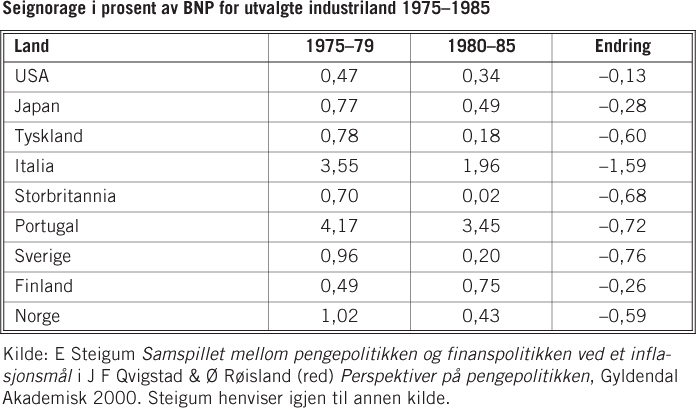 Seignorage i prosent av BNP for utvalgte industriland 1975–1985
Land 1975–79 1980–85 Endring
USA 0,47 0,34 –0,13
Japan 0,77 0,49 –0,28
Tyskland 0,78 0,18 –0,60
Italia 3,55 1,96 –1,59
Storbritannia 0,70 0,02 –0,68
Portugal 4,17 3,45 –0,72
Sverige 0,96 0,20 –0,76
Finland 0,49 0,75 –0,26
Norge 1,02 0,43 –0,59
Kilde: E Steigum Samspillet mellom pengepolitikken og finanspolitikken ved et infla-
sjonsmål i J F Qvigstad & Ø Røisland (red) Perspektiver på pengepolitikken, Gyldendal
Akademisk 2000. Steigum henviser igjen til annen kilde.